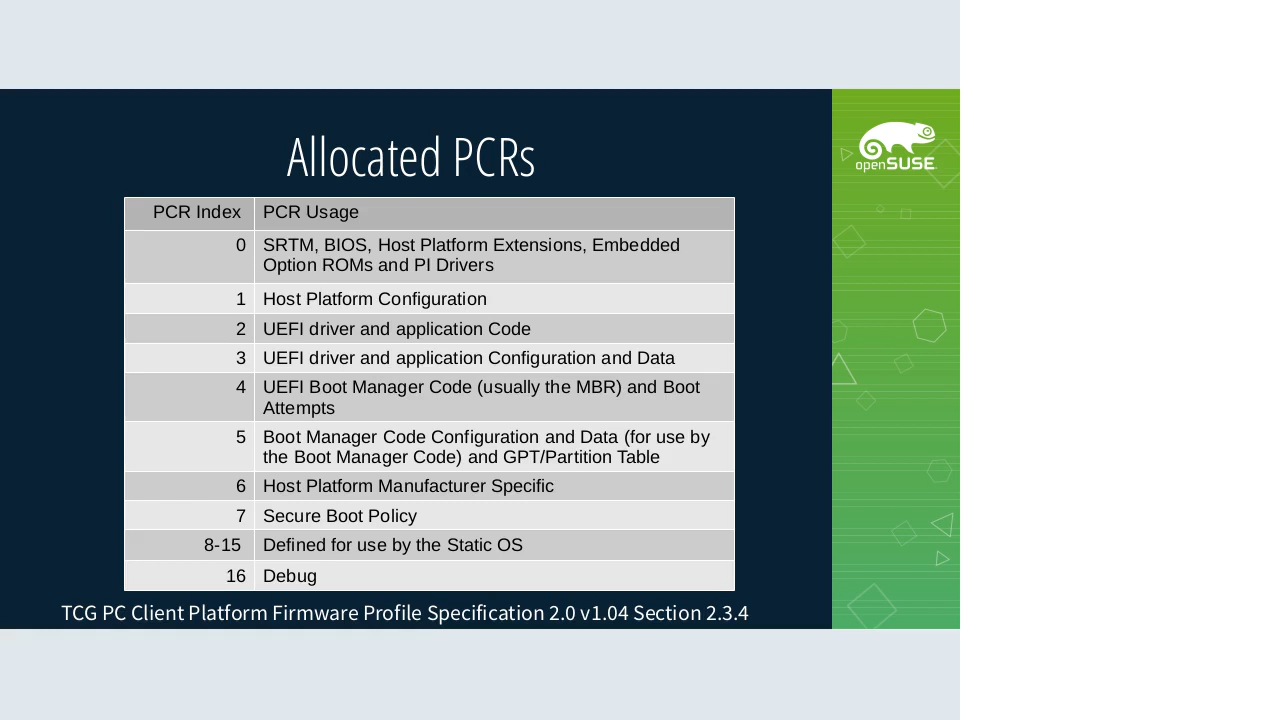 Allocated PCRs
openSUSE
PCR Index PCR Usage
0 SRTM, BIOS, Host Platform Extensions, Embedded
Option ROMs and PI Drivers
1 Host Platform Configuration
2 UEFI driver and application Code
3 UEFI driver and application Configuration and Data
4 UEFI Boot Manager Code (usually the MBR) and Boot
Attempts
5 Boot Manager Code Configuration and Data (for use by
the Boot Manager Code) and GPT/Partition Table
6 Host Platform Manufacturer Specific
7 Secure Boot Policy
8-15 Defined for use by the Static OS
16 Debug
TCG PC Client Platform Firmware Profile Specification 2.0 v1.04 Section 2.3.4